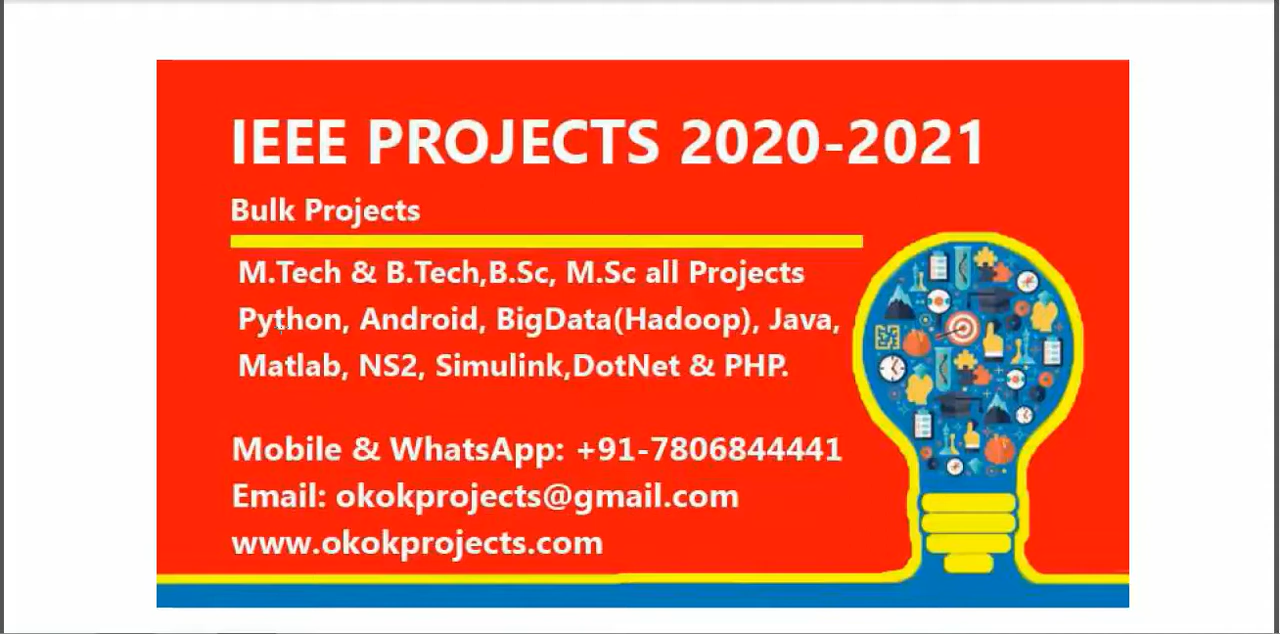 IEEE PROJECTS 2020-2021
Bulk Projects
M.Tech & B.Tech,B.Sc, M.Sc all Projects
Python, Android, BigData(Hadoop), Java,
Matlab, NS2, Simulink,DotNet & PHP.
Mobile & WhatsApp: +91-7806844441
Email: okokprojects@gmail.com
www.okokprojects.com